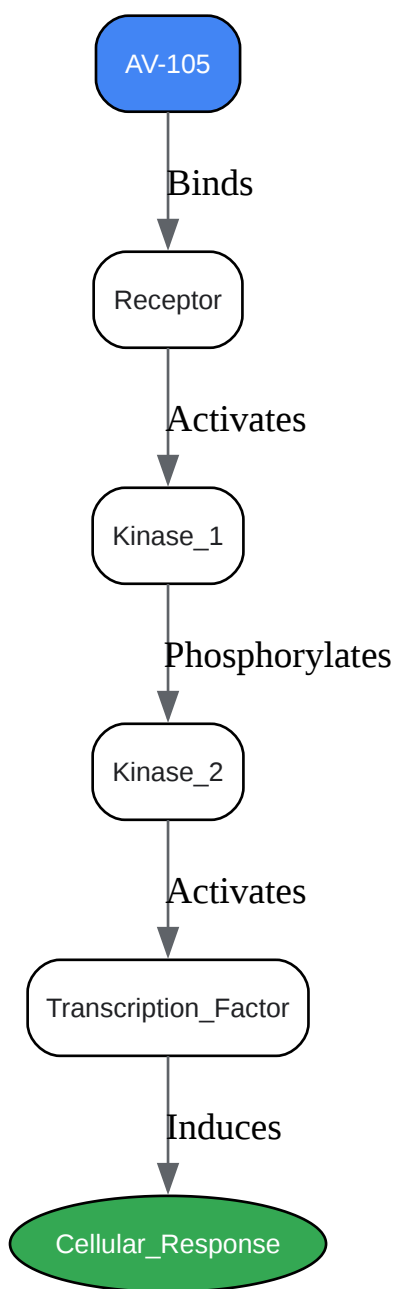 AV-105
Binds
Receptor
Activates
Kinase_1
Phosphorylates
Kinase_2
Activates
Transcription_Factor
Induces
Cellular_Response